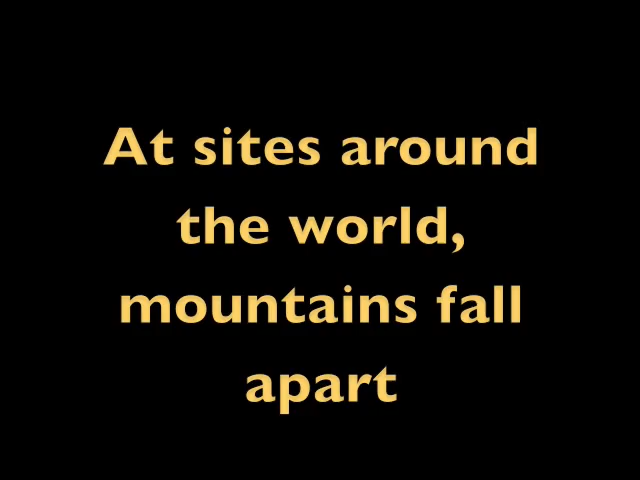 At sites around
the world,
mountains fall
apart